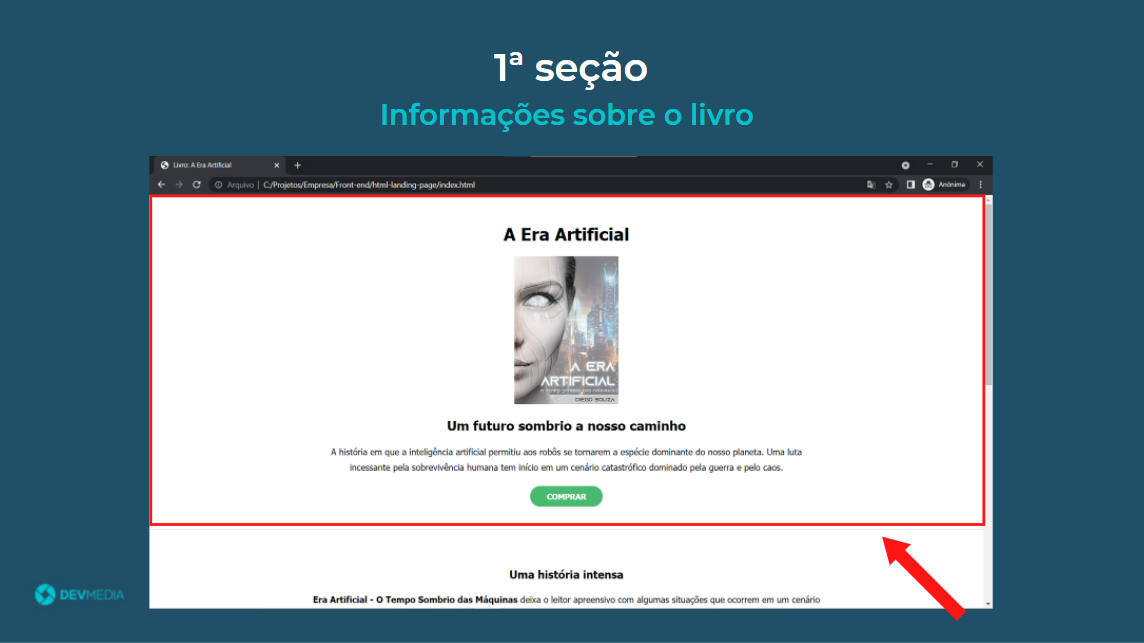 1ª seção
Informações sobre o livro
Livro: A Era Artificial
Arquivo | C:/Projetos/Empresa/Front-end/html-landing-page/index.html
Anônima
A Era Artificial
A ERA
ARTIFICIAL
DIEGO SOUZA
Um futuro sombrio a nosso caminho
A história em que a inteligência artificial permitiu aos robôs se tornarem a espécie dominante do nosso planeta. Uma luta
incessante pela sobrevivência humana tem início em um cenário catastrófico dominado pela guerra e pelo caos.
COMPRAR
Uma história intensa
Era Artificial - O Tempo Sombrio das Máquinas deixa o leitor apreensivo com algumas situações que ocorrem em um cenário
DEVMEDIA